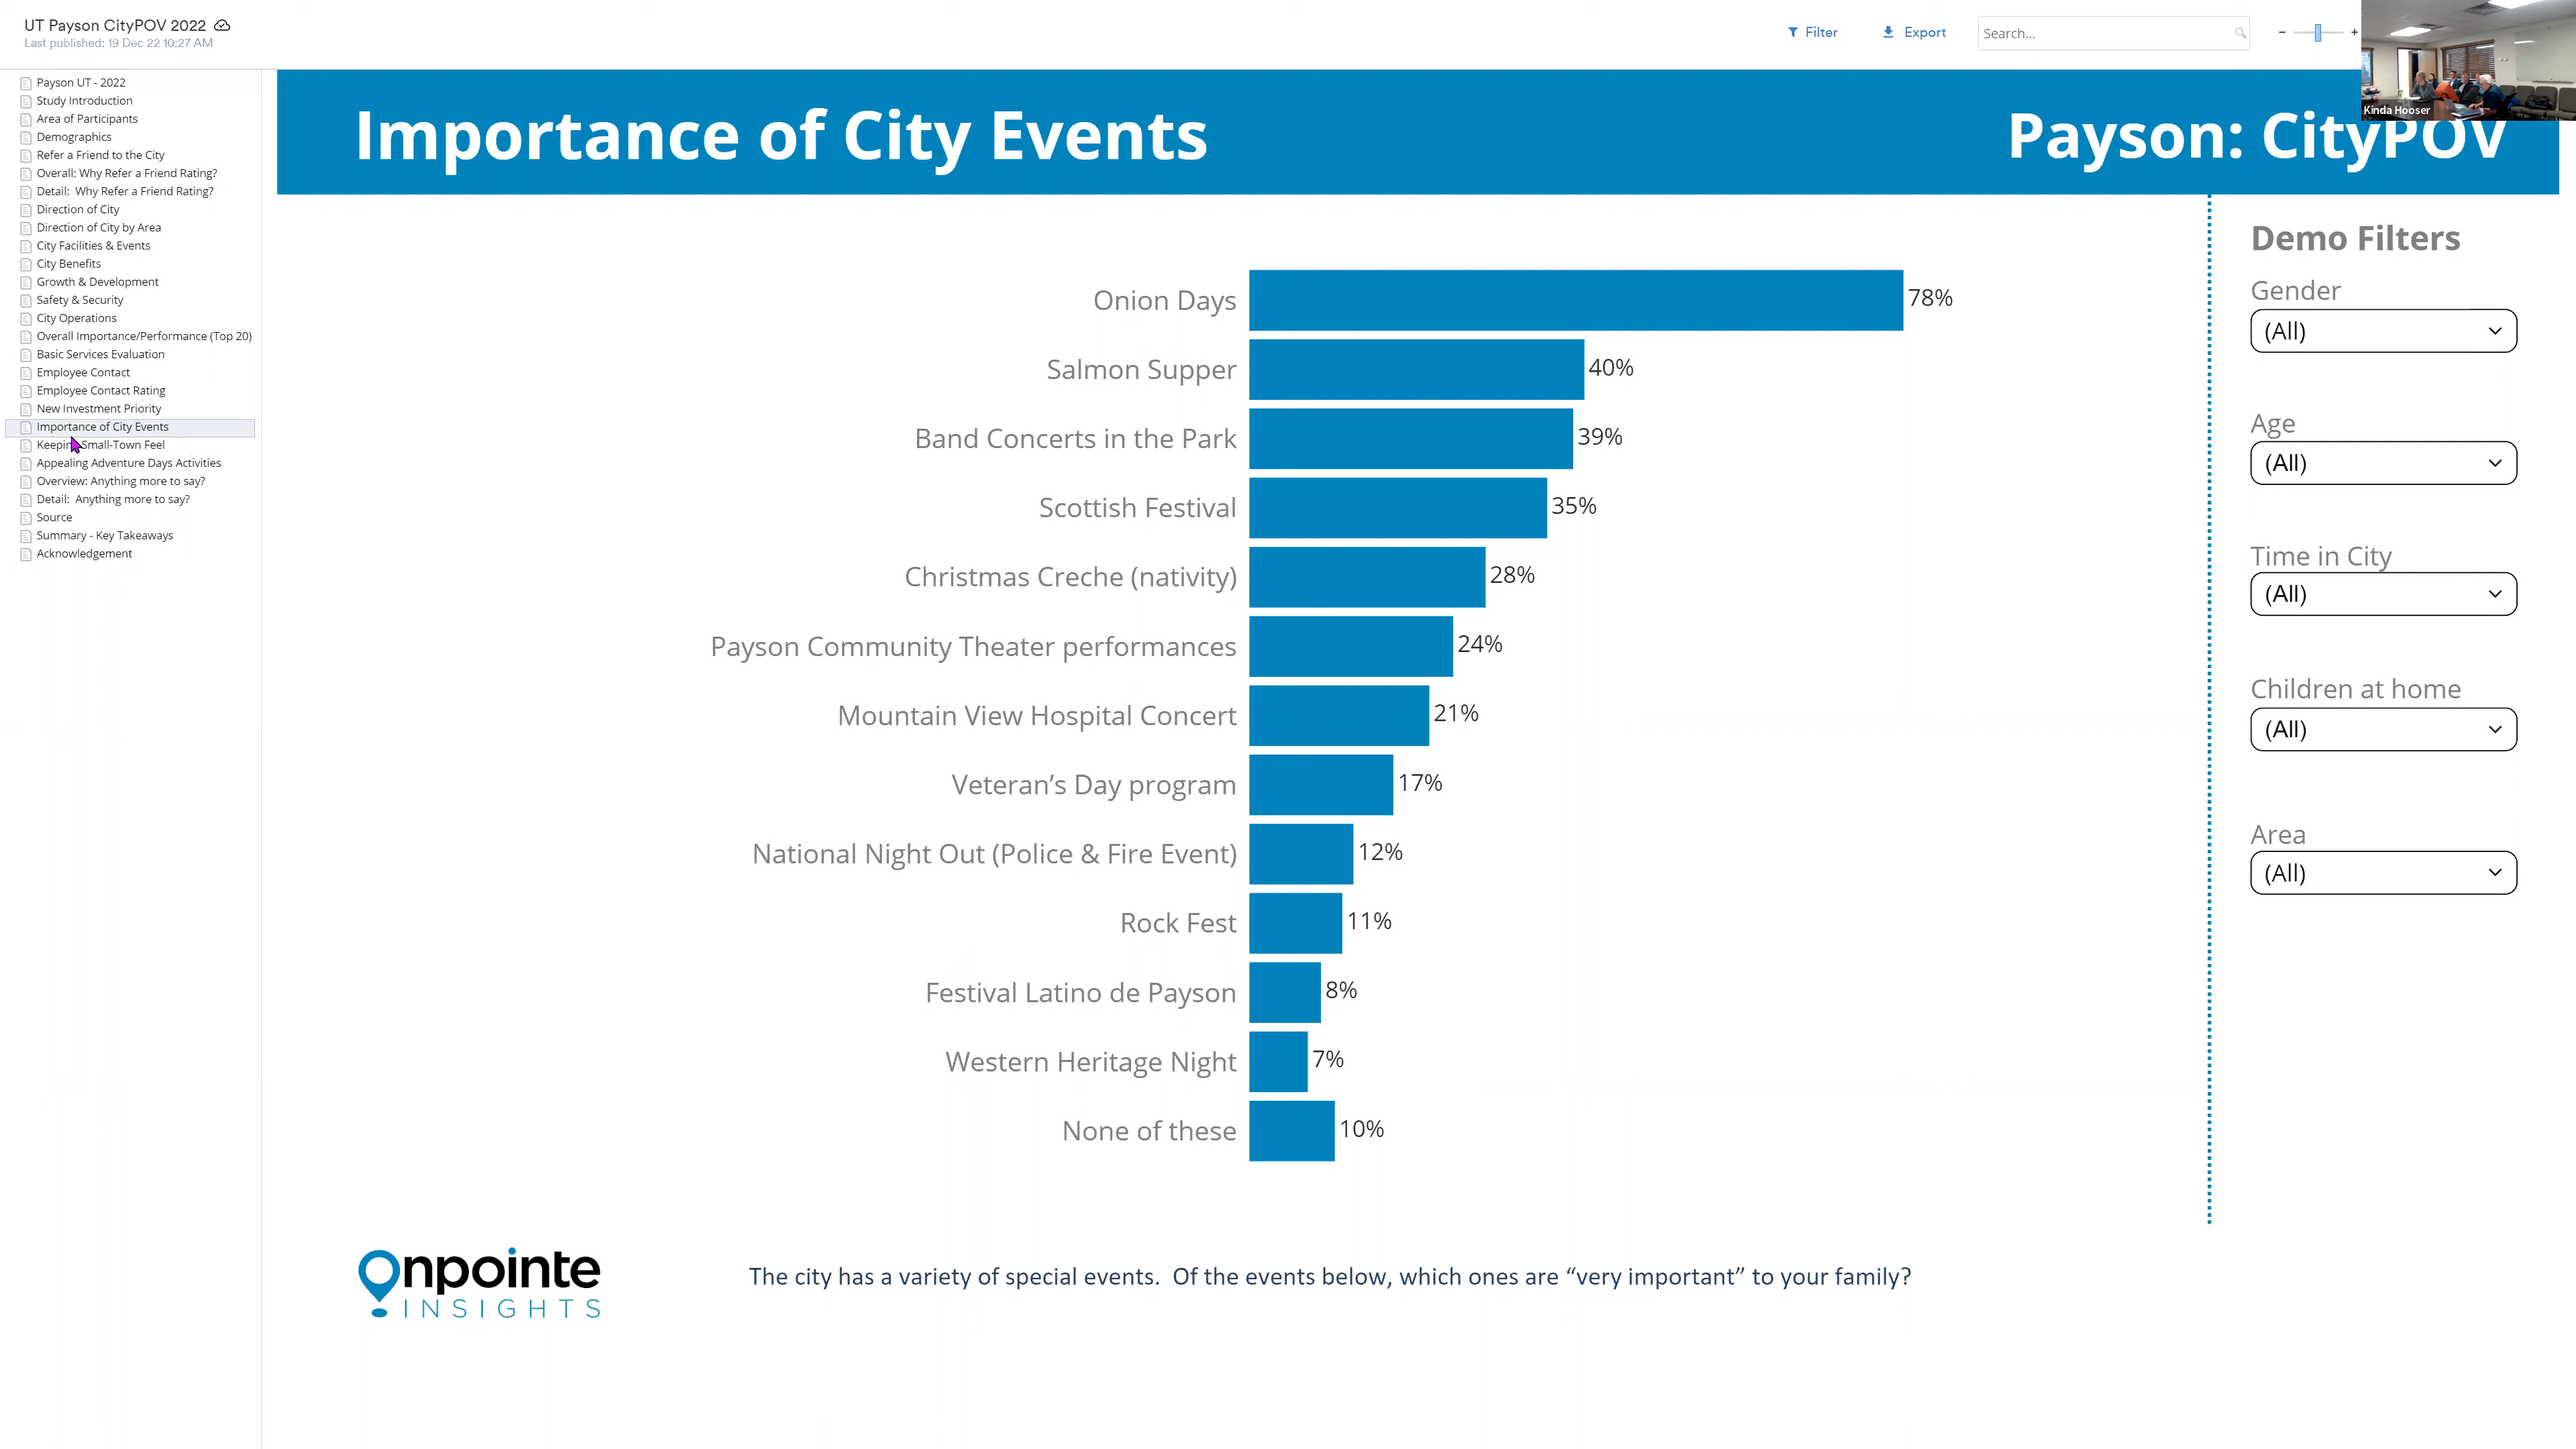 UT Payson CityPOV 2022
Last published: 19 Dec 22 10:27 AM
Filter
Export
Search...
−
+
Kinda Hooser
Payson UT - 2022
Study Introduction
Area of Participants
Demographics
Refer a Friend to the City
Overall: Why Refer a Friend Rating?
Detail:  Why Refer a Friend Rating?
Direction of City
Direction of City by Area
City Facilities & Events
City Benefits
Growth & Development
Safety & Security
City Operations
Overall Importance/Performance (Top 20)
Basic Services Evaluation
Employee Contact
Employee Contact Rating
New Investment Priority
Importance of City Events
Keeping Small-Town Feel
Appealing Adventure Days Activities
Overview: Anything more to say?
Detail:  Anything more to say?
Source
Summary - Key Takeaways
Acknowledgement
Importance of City Events
Payson: CityPOV
Onion Days 78%
Salmon Supper 40%
Band Concerts in the Park 39%
Scottish Festival 35%
Christmas Creche (nativity) 28%
Payson Community Theater performances 24%
Mountain View Hospital Concert 21%
Veteran’s Day program 17%
National Night Out (Police & Fire Event) 12%
Rock Fest 11%
Festival Latino de Payson 8%
Western Heritage Night 7%
None of these 10%
Demo Filters
Gender
(All)
Age
(All)
Time in City
(All)
Children at home
(All)
Area
(All)
Onpointe
INSIGHTS
The city has a variety of special events.  Of the events below, which ones are “very important” to your family?